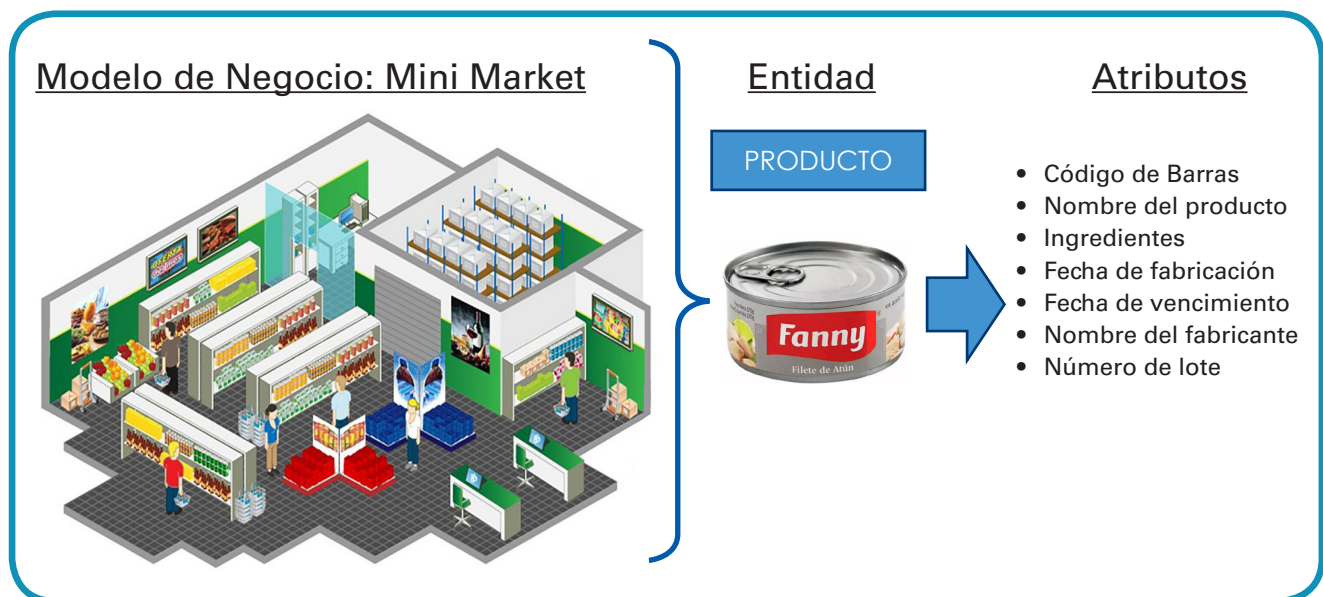 Modelo de Negocio: Mini Market
Entidad
Atributos
PRODUCTO
Fanny
Filete de Atún
• Código de Barras
• Nombre del producto
• Ingredientes
• Fecha de fabricación
• Fecha de vencimiento
• Nombre del fabricante
• Número de lote